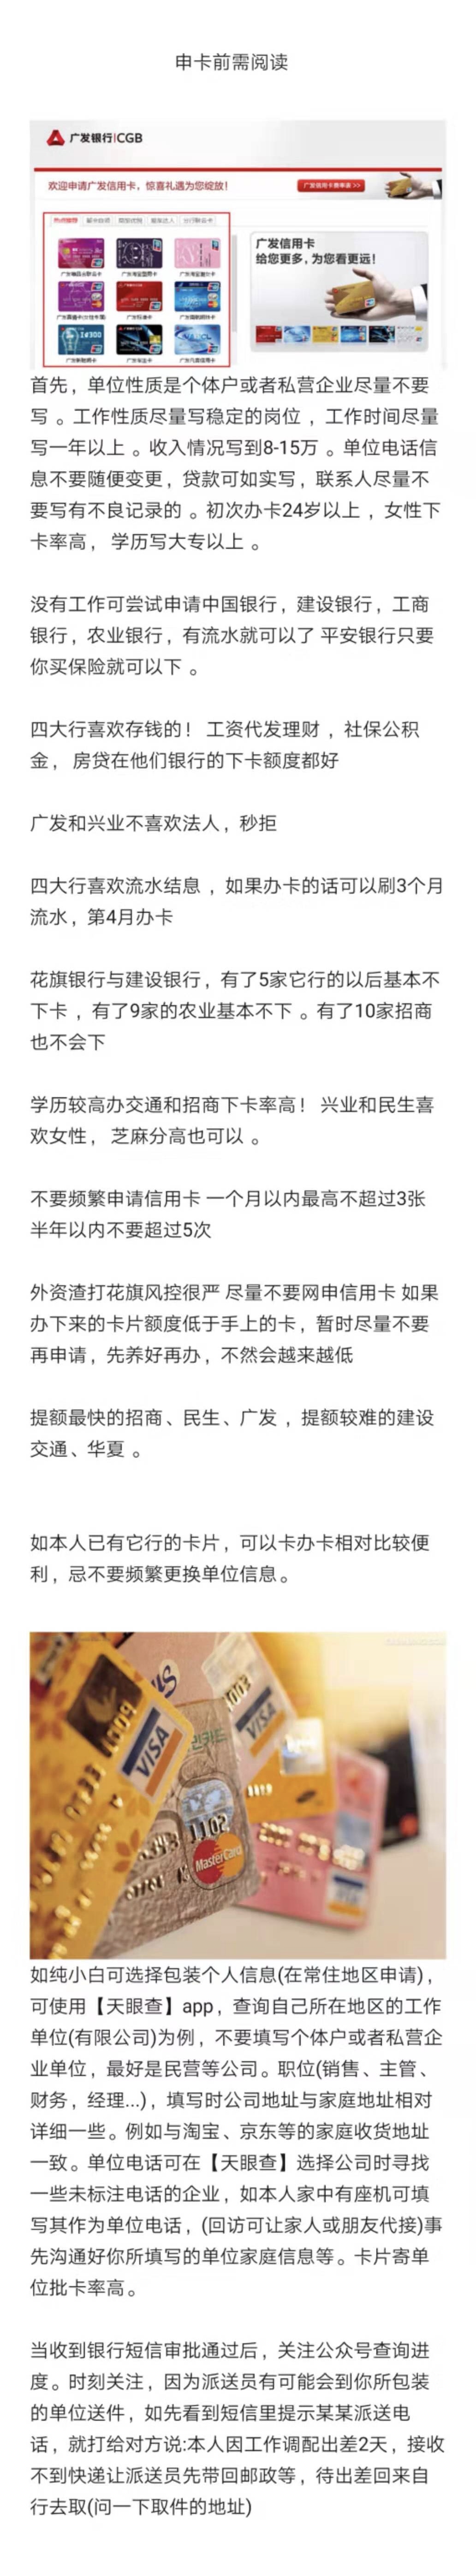 申卡前需阅读
广发银行|CGB
欢迎申请广发信用卡，惊喜礼遇为您绽放！
广发信用卡
给您更多，为您看更远！
首先，单位性质是个体户或者私营企业尽量不要
写 。工作性质尽量写稳定的岗位 ，工作时间尽量
写一年以上 。收入情况写到8-15万 。单位电话信
息不要随便变更，贷款可如实写，联系人尽量不
要写有不良记录的 。初次办卡24岁以上 ，女性下
卡率高， 学历写大专以上 。
没有工作可尝试申请中国银行，建设银行，工商
银行，农业银行，有流水就可以了 平安银行只要
你买保险就可以下 。
四大行喜欢存钱的！ 工资代发理财 ，社保公积
金， 房贷在他们银行的下卡额度都好
广发和兴业不喜欢法人，秒拒
四大行喜欢流水结息 ，如果办卡的话可以刷3个月
流水，第4月办卡
花旗银行与建设银行，有了5家它行的以后基本不
下卡 ，有了9家的农业基本不下 。有了10家招商
也不会下
学历较高办交通和招商下卡率高！ 兴业和民生喜
欢女性， 芝麻分高也可以 。
不要频繁申请信用卡 一个月以内最高不超过3张
半年以内不要超过5次
外资渣打花旗风控很严 尽量不要网申信用卡 如果
办下来的卡片额度低于手上的卡，暂时尽量不要
再申请，先养好再办，不然会越来越低
提额最快的招商、民生、广发 ，提额较难的建设
交通、华夏 。
如本人已有它行的卡片，可以卡办卡相对比较便
利，忌不要频繁更换单位信息。
VISA
VISA
1102
MasterCard
如纯小白可选择包装个人信息(在常住地区申请)，
可使用【天眼查】app，查询自己所在地区的工作
单位(有限公司)为例，不要填写个体户或者私营企
业单位，最好是民营等公司。职位(销售、主管、
财务，经理...)，填写时公司地址与家庭地址相对
详细一些。例如与淘宝、京东等的家庭收货地址
一致。单位电话可在【天眼查】选择公司时寻找
一些未标注电话的企业，如本人家中有座机可填
写其作为单位电话，(回访可让家人或朋友代接)事
先沟通好你所填写的单位家庭信息等。卡片寄单
位批卡率高。
当收到银行短信审批通过后，关注公众号查询进
度。时刻关注，因为派送员有可能会到你所包装
的单位送件，如先看到短信里提示某某派送电
话，就打给对方说:本人因工作调配出差2天，接收
不到快递让派送员先带回邮政等，待出差回来自
行去取(问一下取件的地址)